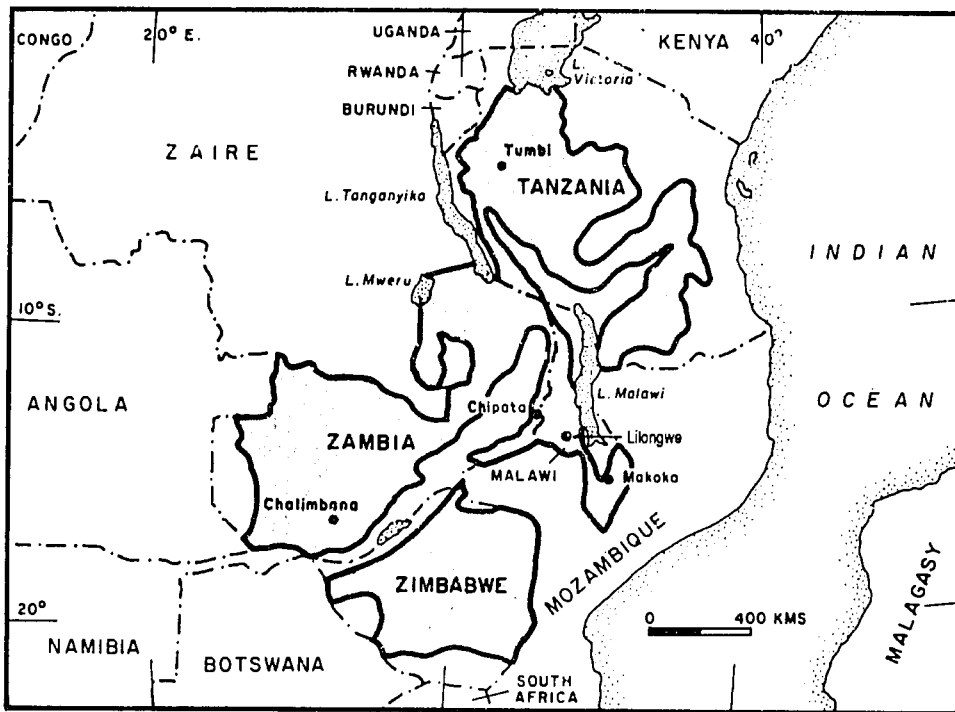 CONGO
20° E.
UGANDA
KENYA
40°
RWANDA
L. Victoria
BURUNDI
ZAIRE
Tumbi
TANZANIA
L. Tanganyika
INDIAN
L. Mweru
10° S.
ANGOLA
Chipata
L. Malawi
OCEAN
ZAMBIA
Lilongwe
MALAWI
Makoka
Chalimbana
MOZAMBIQUE
ZIMBABWE
20°
0 400 KMS
NAMIBIA
BOTSWANA
MALAGASY
SOUTH
AFRICA